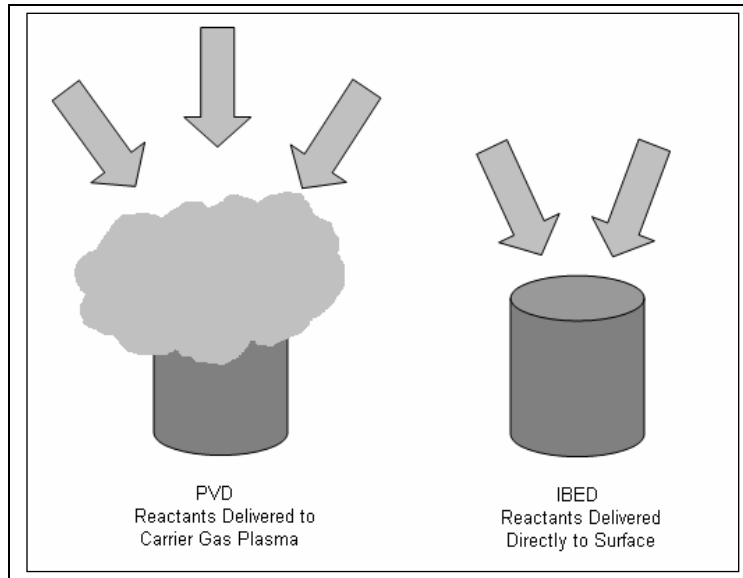 PVD
Reactants Delivered to
Carrier Gas Plasma
IBED
Reactants Delivered
Directly to Surface